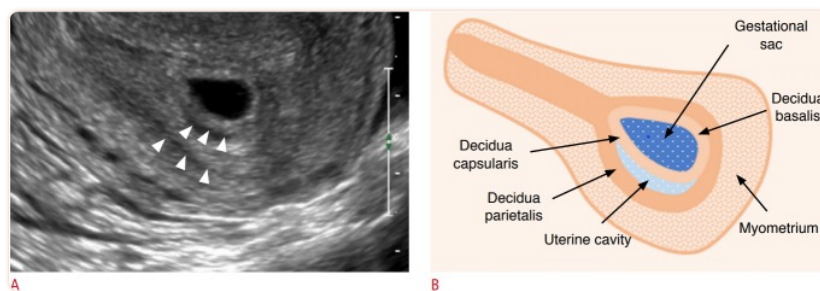 Gestational
sac
Decidua
basalis
Decidua
capsularis
Decidua
parietalis
Uterine cavity
Myometrium
A
B